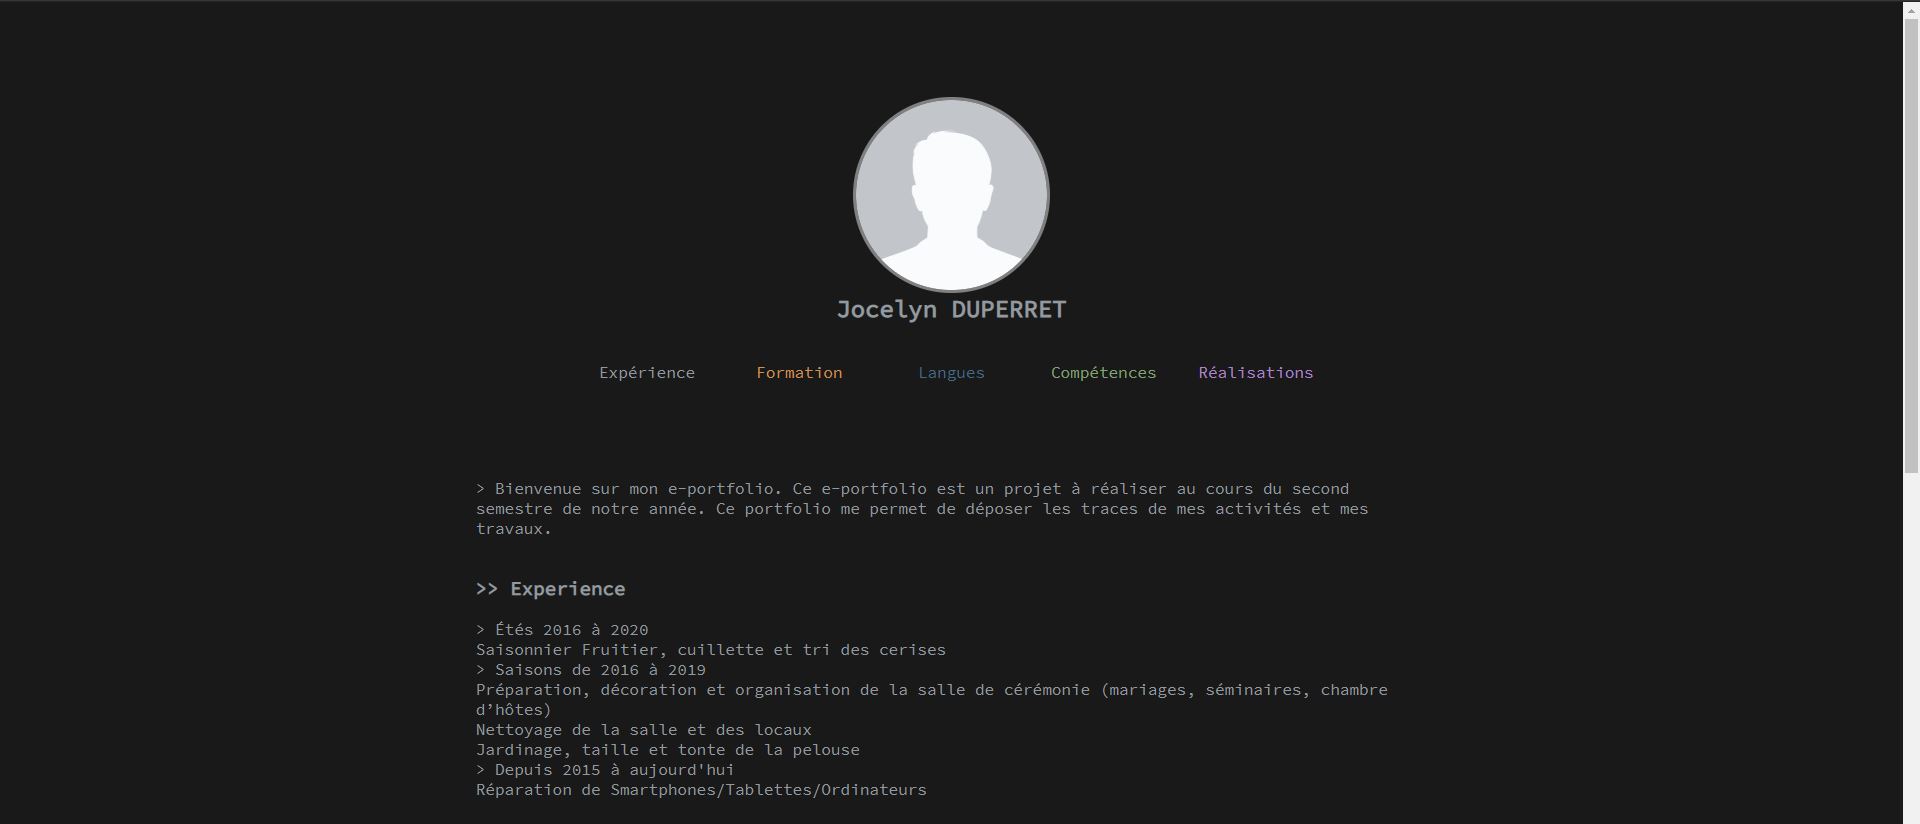 Jocelyn DUPERRET
Expérience Formation Langues Compétences Réalisations
> Bienvenue sur mon e-portfolio. Ce e-portfolio est un projet à réaliser au cours du second
semestre de notre année. Ce portfolio me permet de déposer les traces de mes activités et mes
travaux.
>> Experience
> Étés 2016 à 2020
Saisonnier Fruitier, cuillette et tri des cerises
> Saisons de 2016 à 2019
Préparation, décoration et organisation de la salle de cérémonie (mariages, séminaires, chambre
d’hôtes)
Nettoyage de la salle et des locaux
Jardinage, taille et tonte de la pelouse
> Depuis 2015 à aujourd'hui
Réparation de Smartphones/Tablettes/Ordinateurs